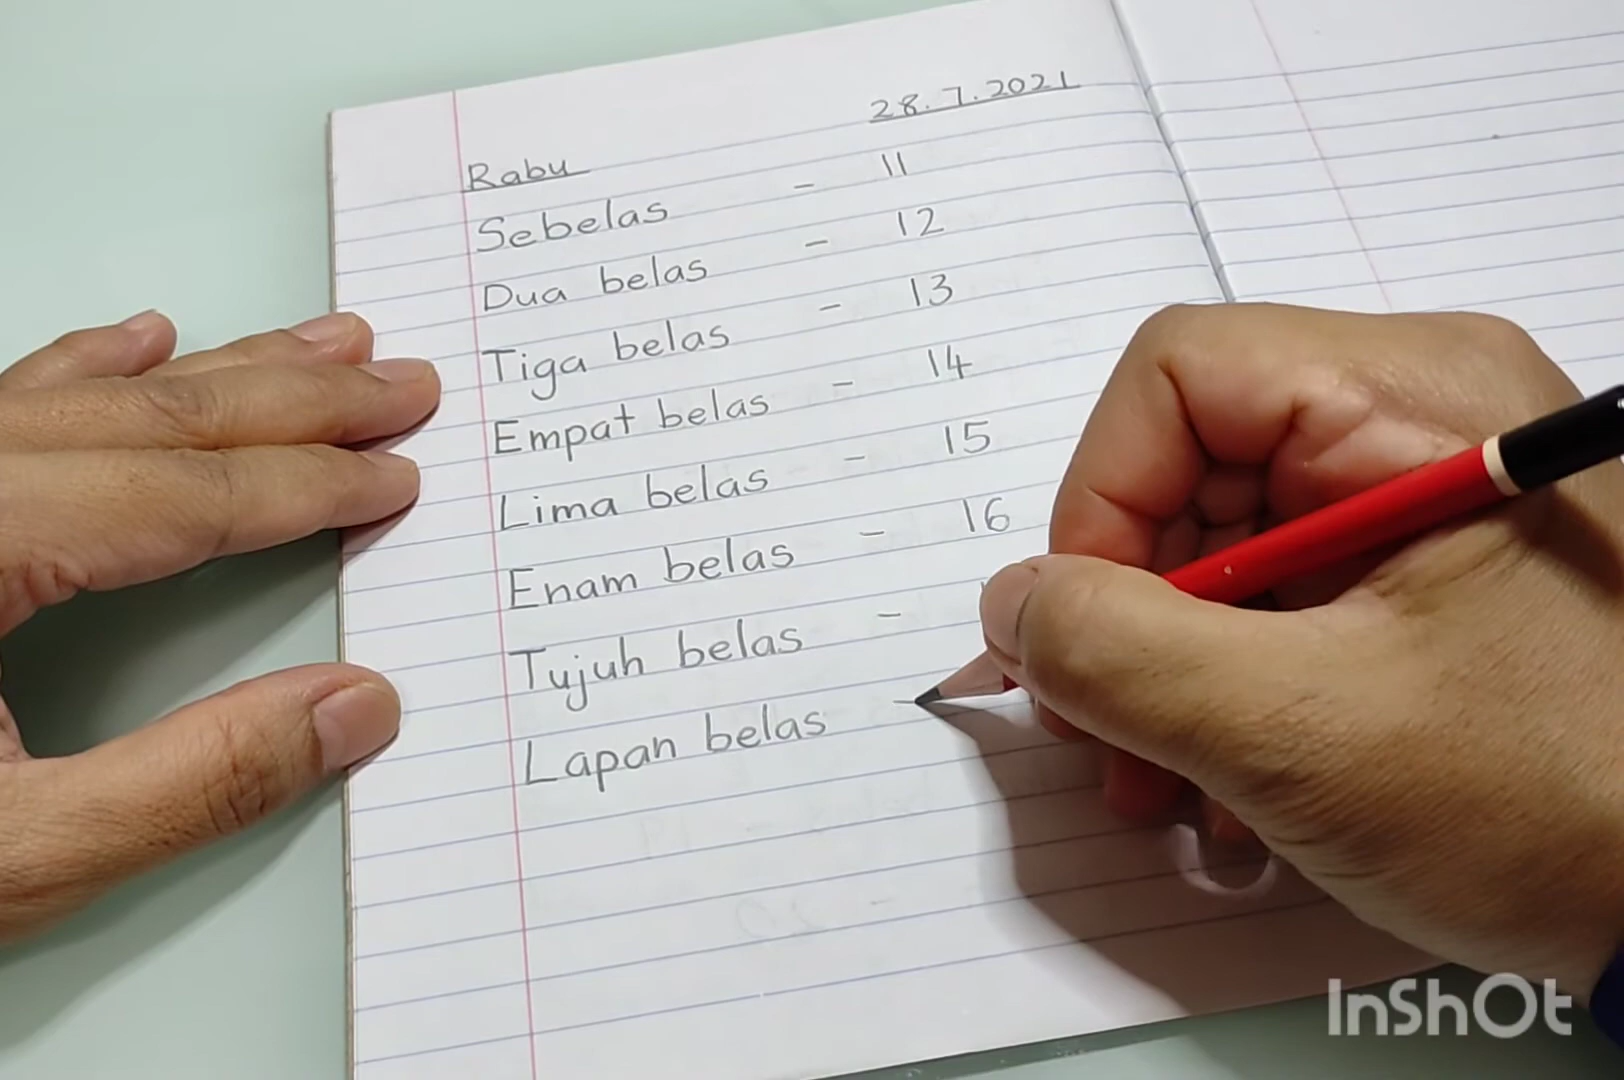 28.7.2021
Rabu
Sebelas - 11
Dua belas - 12
Tiga belas - 13
Empat belas - 14
Lima belas - 15
Enam belas - 16
Tujuh belas -
Lapan belas -
InShOt